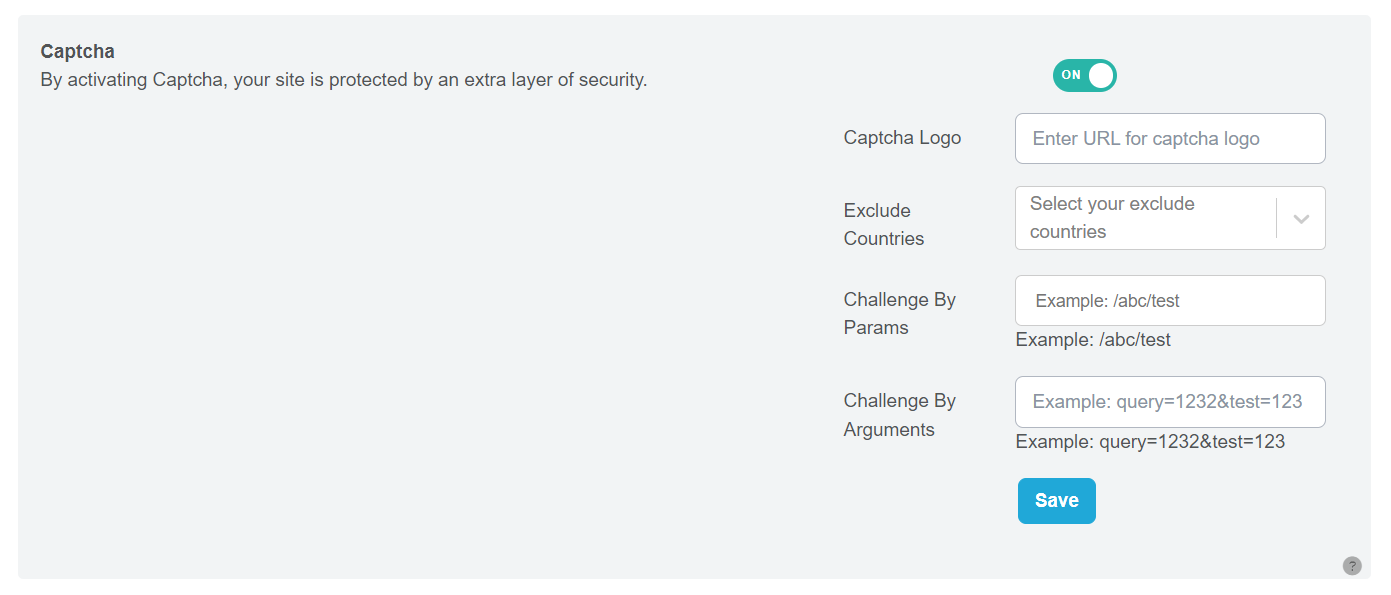 Captcha
By activating Captcha, your site is protected by an extra layer of security.
ON
Captcha Logo
Enter URL for captcha logo
Exclude
Countries
Select your exclude
countries
Challenge By
Params
Example: /abc/test
Example: /abc/test
Challenge By
Arguments
Example: query=1232&test=123
Example: query=1232&test=123
Save
?